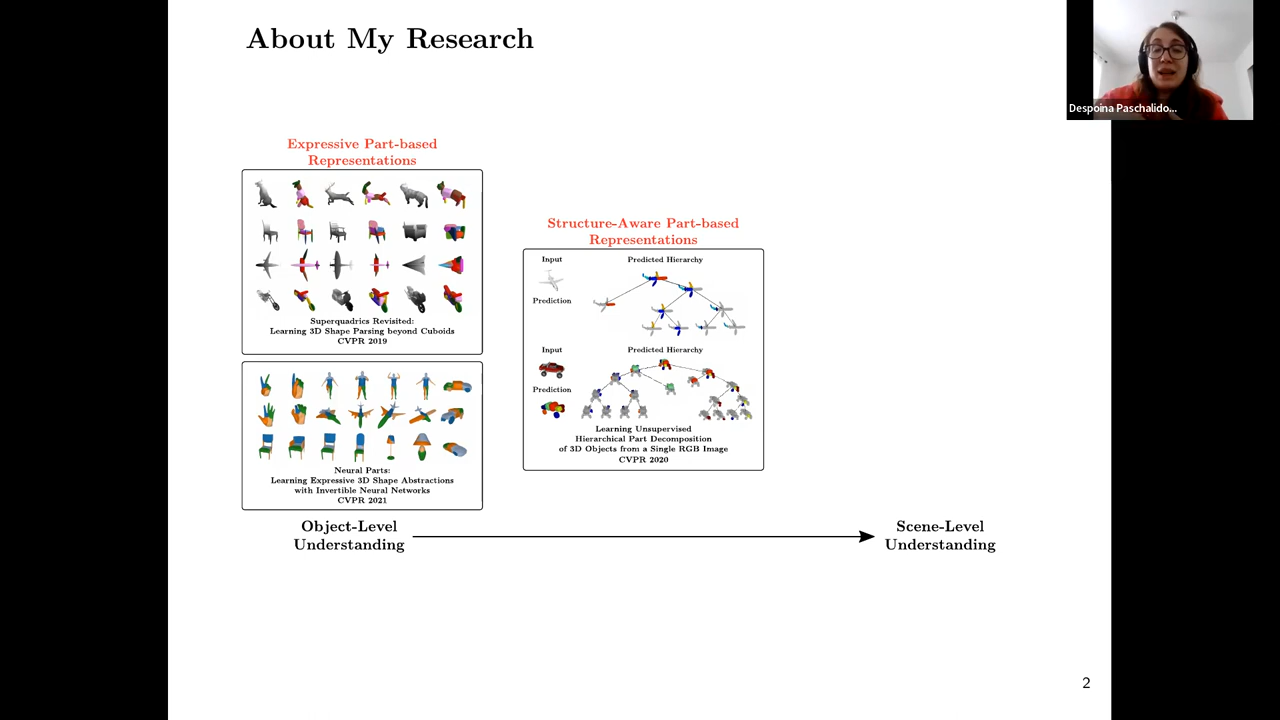 About My Research
Despoina Paschalido...
Expressive Part-based
Representations
Superquadrics Revisited:
Learning 3D Shape Parsing beyond Cuboids
CVPR 2019
Neural Parts:
Learning Expressive 3D Shape Abstractions
with Invertible Neural Networks
CVPR 2021
Structure-Aware Part-based
Representations
Input
Predicted Hierarchy
Prediction
Input
Predicted Hierarchy
Prediction
Learning Unsupervised
Hierarchical Part Decomposition
of 3D Objects from a Single RGB Image
CVPR 2020
Object-Level
Understanding
Scene-Level
Understanding
2